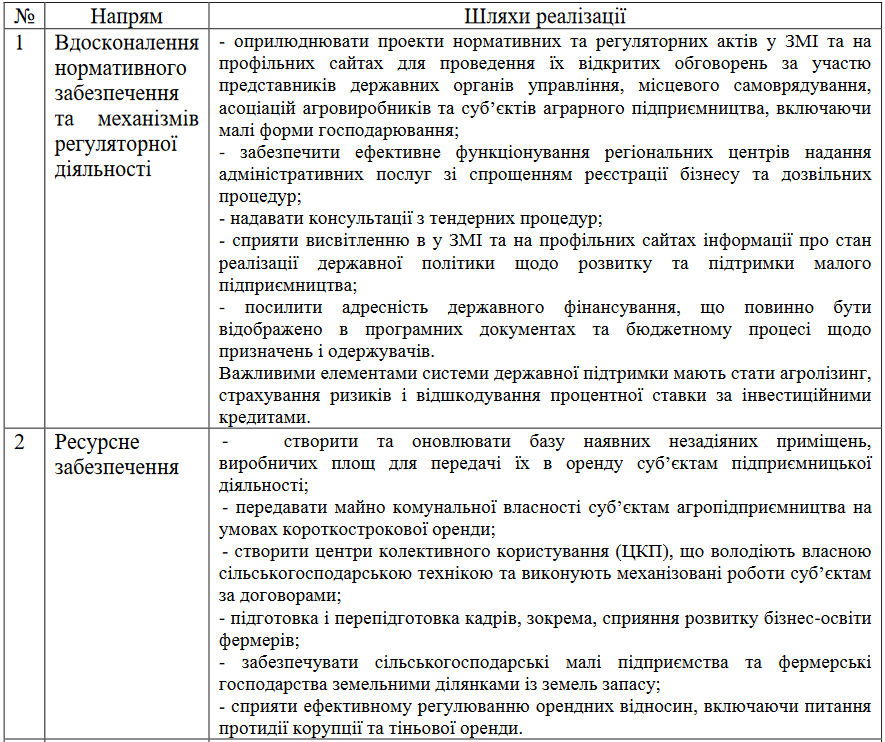 № Напрям Шляхи реалізації
1 Вдосконалення
нормативного
забезпечення
та механізмів
регуляторної
діяльності
- оприлюднювати проекти нормативних та регуляторних актів у ЗМІ та на
профільних сайтах для проведення їх відкритих обговорень за участю
представників державних органів управління, місцевого самоврядування,
асоціацій агровиробників та суб’єктів аграрного підприємництва, включаючи
малі форми господарювання;
- забезпечити ефективне функціонування регіональних центрів надання
адміністративних послуг зі спрощенням реєстрації бізнесу та дозвільних
процедур;
- надавати консультації з тендерних процедур;
- сприяти висвітленню в у ЗМІ та на профільних сайтах інформації про стан
реалізації державної політики щодо розвитку та підтримки малого
підприємництва;
- посилити адресність державного фінансування, що повинно бути
відображено в програмних документах та бюджетному процесі щодо
призначень і одержувачів.
Важливими елементами системи державної підтримки мають стати агролізинг,
страхування ризиків і відшкодування процентної ставки за інвестиційними
кредитами.
2 Ресурсне
забезпечення
- створити та оновлювати базу наявних незадіяних приміщень,
виробничих площ для передачі їх в оренду суб’єктам підприємницької
діяльності;
- передавати майно комунальної власності суб’єктам агропідприємництва на
умовах короткострокової оренди;
- створити центри колективного користування (ЦКП), що володіють власною
сільськогосподарською технікою та виконують механізовані роботи суб’єктам
за договорами;
- підготовка і перепідготовка кадрів, зокрема, сприяння розвитку бізнес-освіти
фермерів;
- забезпечувати сільськогосподарські малі підприємства та фермерські
господарства земельними ділянками із земель запасу;
- сприяти ефективному регулюванню орендних відносин, включаючи питання
протидії корупції та тіньової оренди.